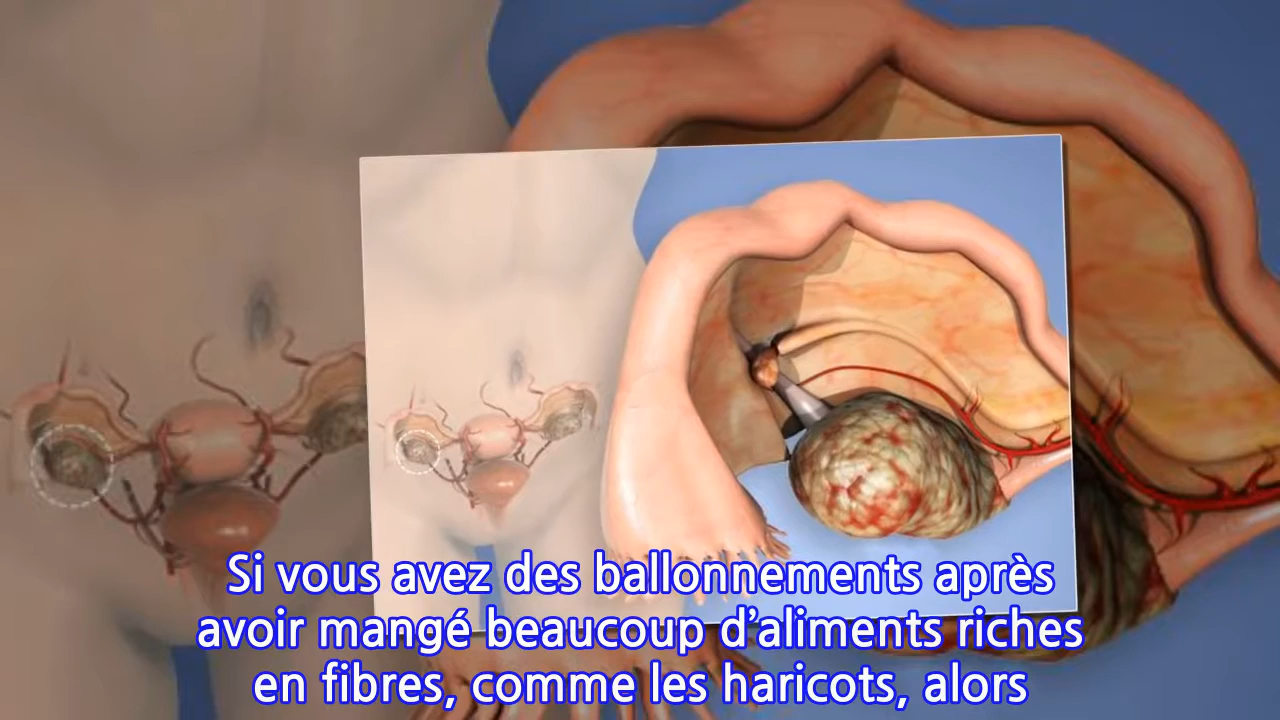 Si vous avez des ballonnements après
avoir mangé beaucoup d’aliments riches
en fibres, comme les haricots, alors